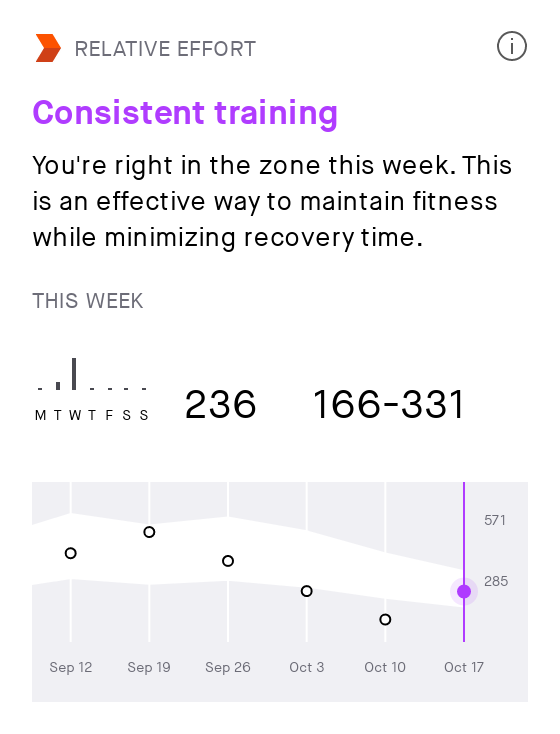 RELATIVE EFFORT
Consistent training
You're right in the zone this week. This
is an effective way to maintain fitness
while minimizing recovery time.
THIS WEEK
M T W T F S S
236
166-331
571
285
Sep 12 Sep 19 Sep 26 Oct 3 Oct 10 Oct 17